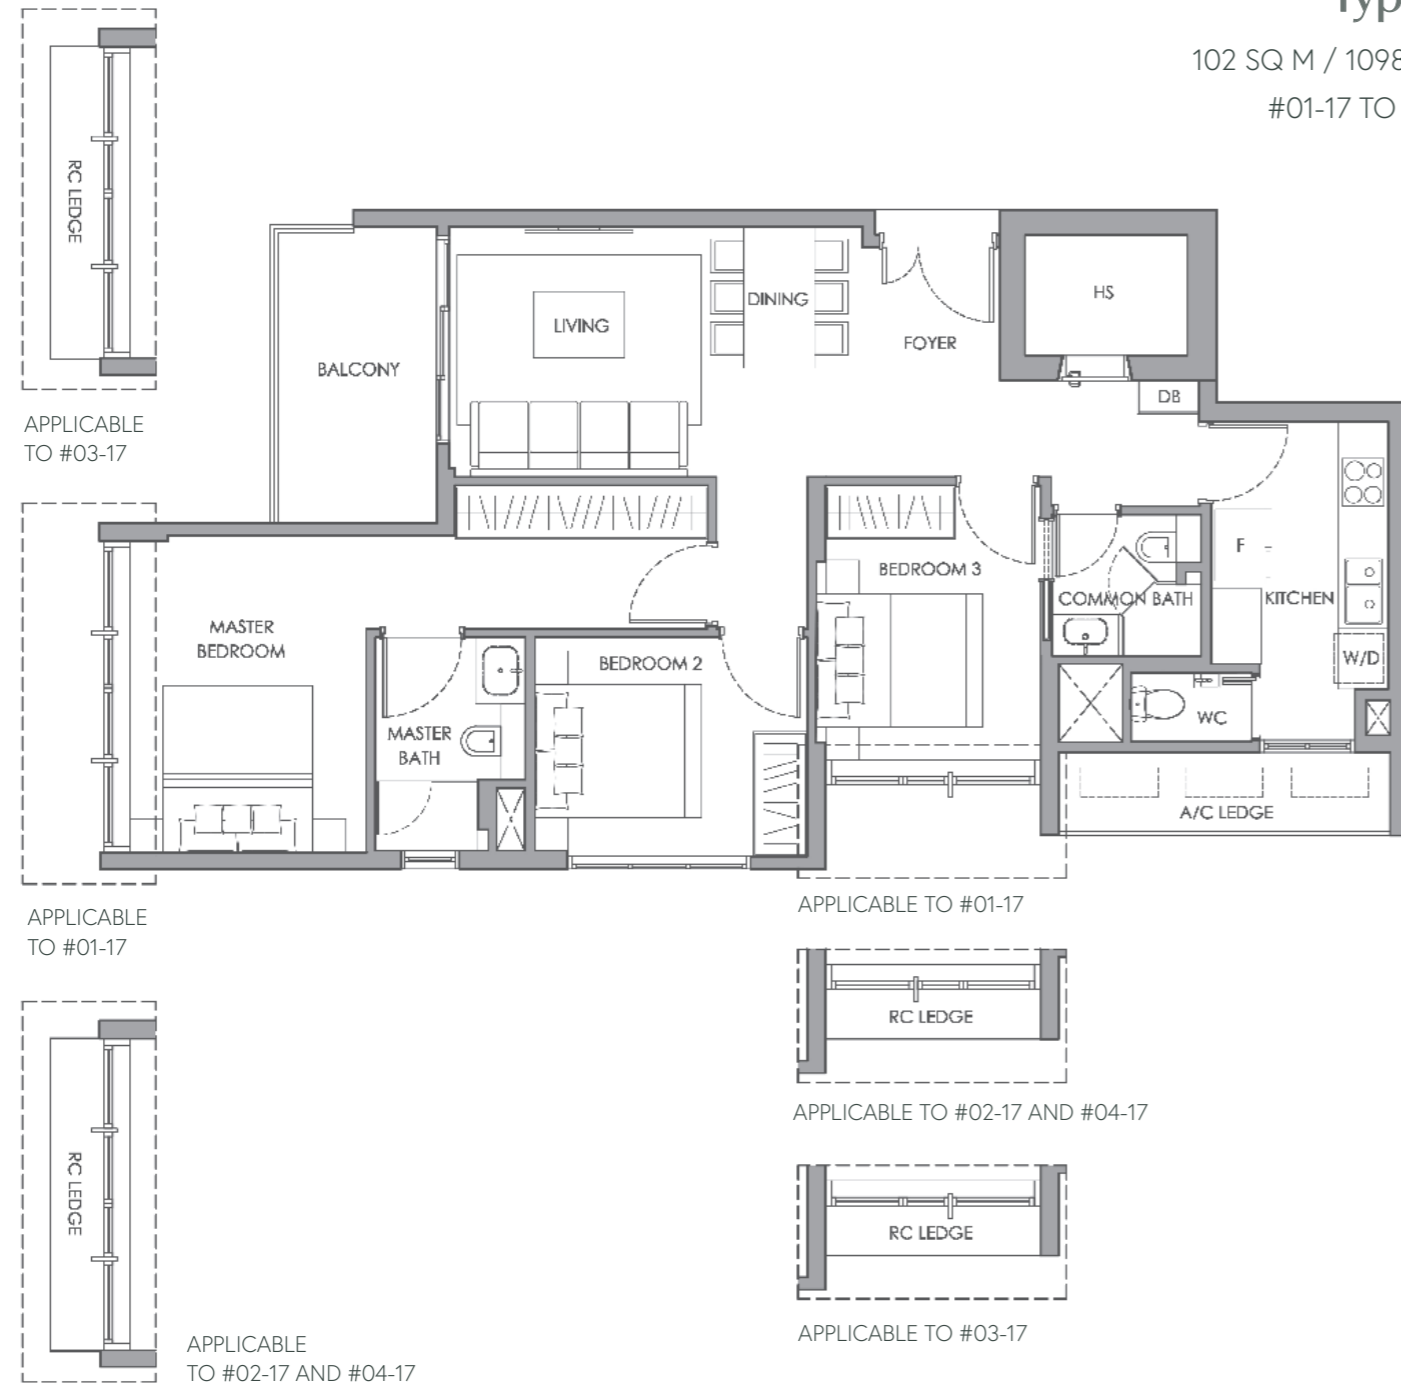 102 SQ M / 1098
#01-17 TO
RC LEDGE
APPLICABLE
TO #03-17
BALCONY
LIVING
DINING
FOYER
HS
DB
MASTER
BEDROOM
MASTER
BATH
BEDROOM 2
BEDROOM 3
COMMON BATH
F
KITCHEN
W/D
WC
A/C LEDGE
APPLICABLE
TO #01-17
APPLICABLE TO #01-17
RC LEDGE
APPLICABLE TO #02-17 AND #04-17
RC LEDGE
APPLICABLE TO #03-17
RC LEDGE
APPLICABLE
TO #02-17 AND #04-17